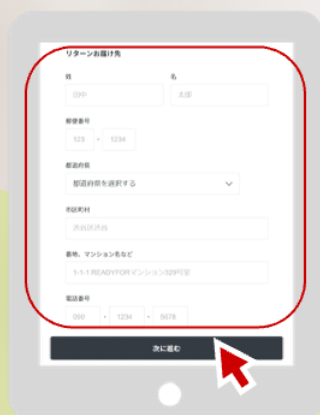 リターンお届け先
姓 名
田中 太郎
郵便番号
123 - 1234
都道府県
都道府県を選択する
市区町村
渋谷区渋谷
番地、マンション名など
1-1-1 READYFORマンション029号室
電話番号
090 - 1234 - 5678
次に進む